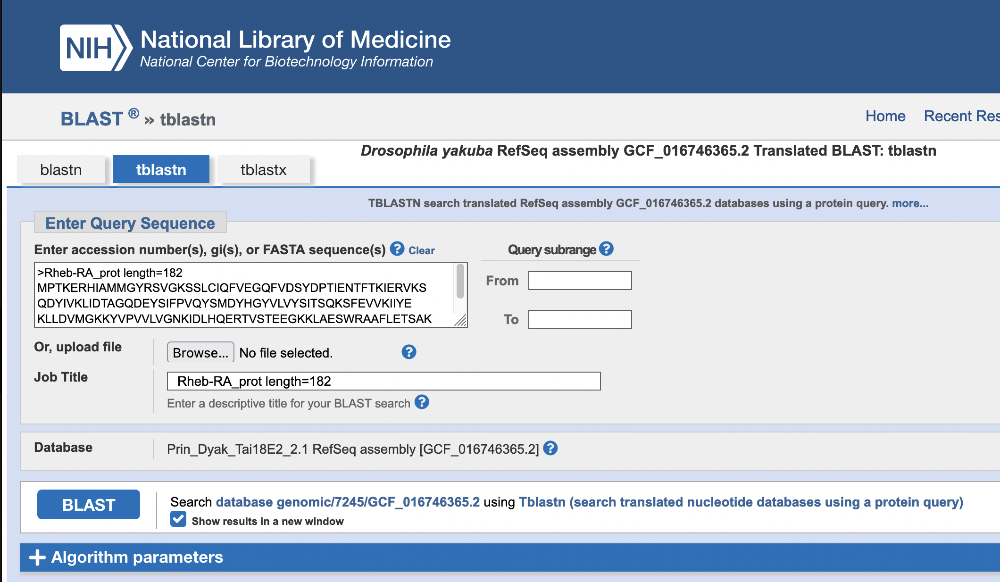 NIH National Library of Medicine
National Center for Biotechnology Information
BLAST ® » tblastn
Home Recent Res
Drosophila yakuba RefSeq assembly GCF_016746365.2 Translated BLAST: tblastn
blastn tblastn tblastx
TBLASTN search translated RefSeq assembly GCF_016746365.2 databases using a protein query. more...
Enter Query Sequence
Enter accession number(s), gi(s), or FASTA sequence(s) ? Clear
Query subrange ?
>Rheb-RA_prot length=182
MPTKERHIAMMGYRSVGKSSLCIQFVEGQFVDSYDPTIENTFTKIERVKS
QDYIVKLIDTAGQDEYSIFPVQYSMDYHGYVLVYSITSQKSFEVVKIIYE
KLLDVMGKKYVPVVLVGNKIDLHQERTVSTEEGKKLAESWRAAFLETSAK
From
To
Or, upload file
Browse... No file selected. ?
Job Title
Rheb-RA_prot length=182
Enter a descriptive title for your BLAST search ?
Database
Prin_Dyak_Tai18E2_2.1 RefSeq assembly [GCF_016746365.2] ?
BLAST
Search database genomic/7245/GCF_016746365.2 using Tblastn (search translated nucleotide databases using a protein query)
Show results in a new window
+ Algorithm parameters